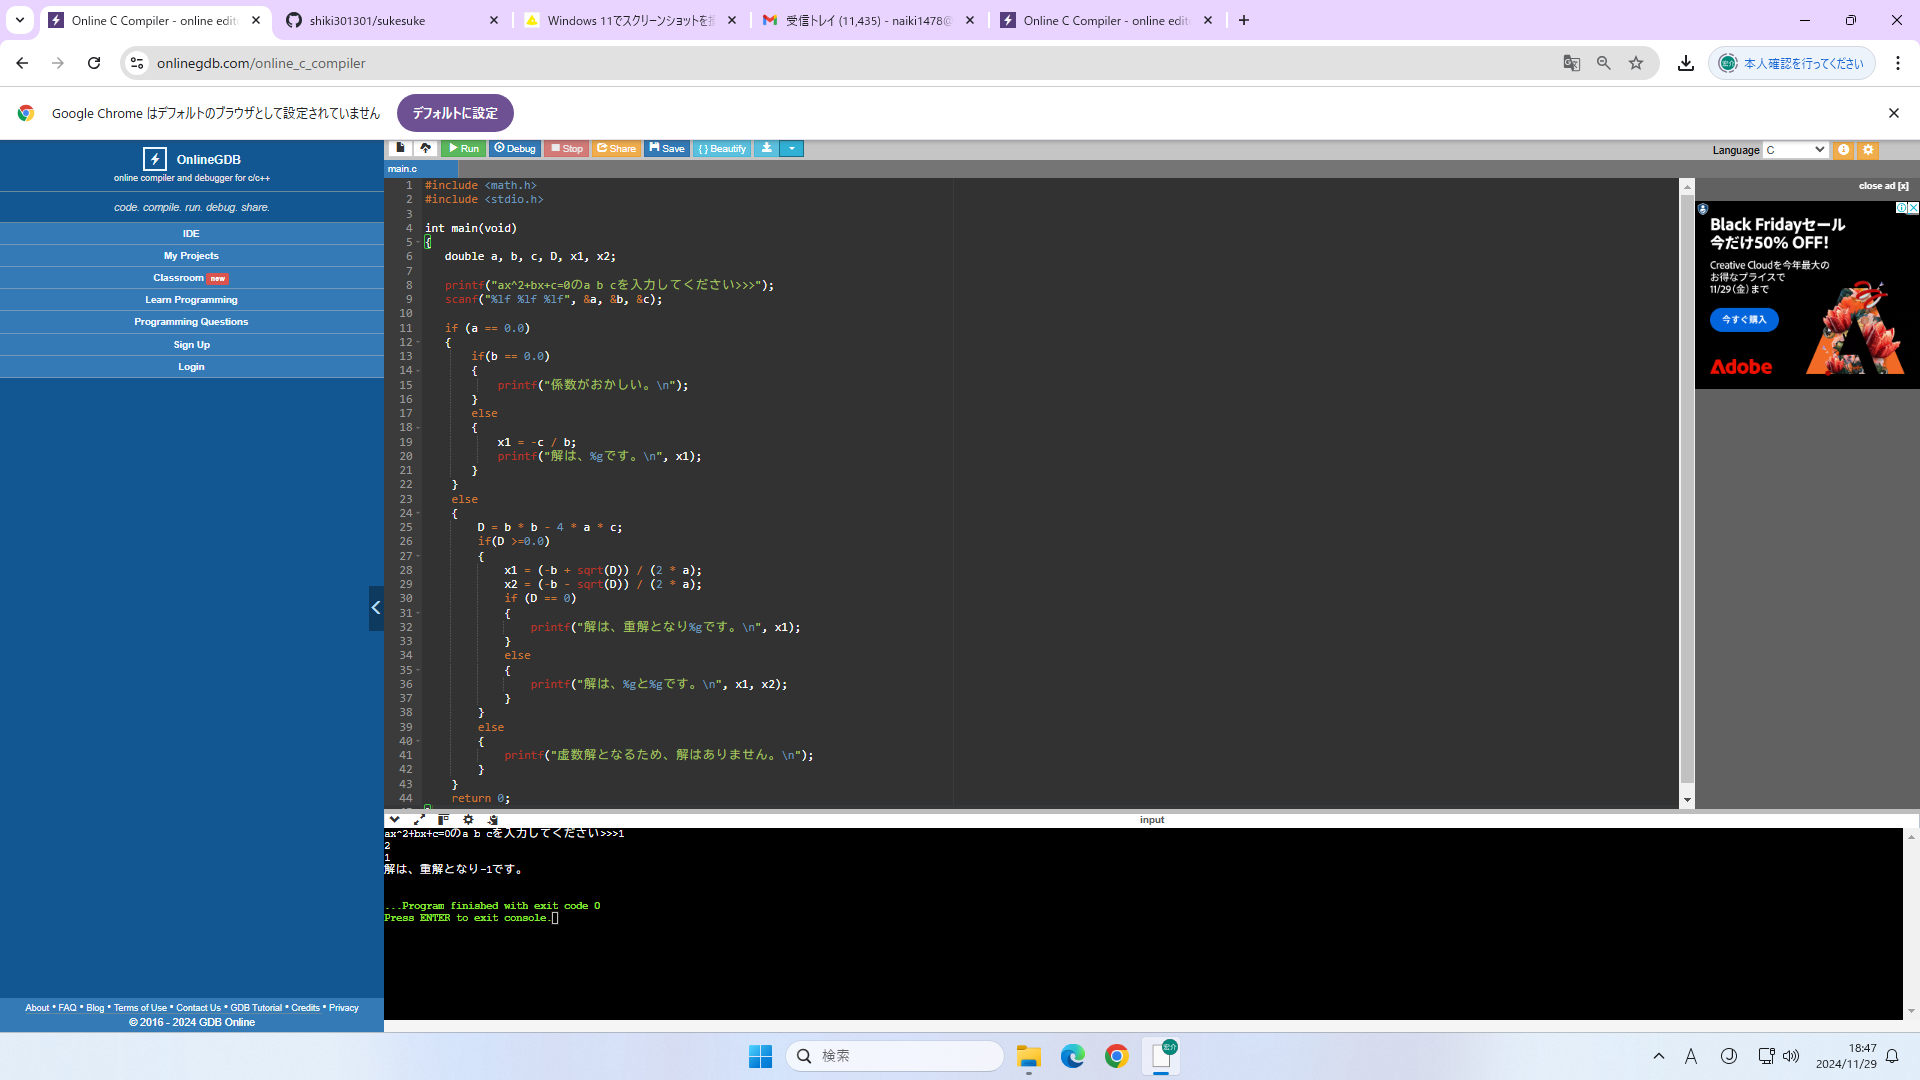 Online C Compiler - online edit
shiki301301/sukesuke
Windows 11でスクリーンショットを撮
受信トレイ (11,435) - naiki1478@
Online C Compiler - online edit
onlinegdb.com/online_c_compiler
本人確認を行ってください
Google Chrome はデフォルトのブラウザとして設定されていません
デフォルトに設定
OnlineGDB
online compiler and debugger for c/c++
code. compile. run. debug. share.
IDE
My Projects
Classroom new
Learn Programming
Programming Questions
Sign Up
Login
About • FAQ • Blog • Terms of Use • Contact Us • GDB Tutorial • Credits • Privacy
© 2016 - 2024 GDB Online
Run Debug Stop Share Save { } Beautify
Language C
main.c
1 #include <math.h>
2 #include <stdio.h>
3
4 int main(void)
5 {
6 double a, b, c, D, x1, x2;
7
8 printf("ax^2+bx+c=0のa b cを入力してください>>>");
9 scanf("%lf %lf %lf", &a, &b, &c);
10
11 if (a == 0.0)
12 {
13 if(b == 0.0)
14 {
15 printf("係数がおかしい。\n");
16 }
17 else
18 {
19 x1 = -c / b;
20 printf("解は、%gです。\n", x1);
21 }
22 }
23 else
24 {
25 D = b * b - 4 * a * c;
26 if(D >=0.0)
27 {
28 x1 = (-b + sqrt(D)) / (2 * a);
29 x2 = (-b - sqrt(D)) / (2 * a);
30 if (D == 0)
31 {
32 printf("解は、重解となり%gです。\n", x1);
33 }
34 else
35 {
36 printf("解は、%gと%gです。\n", x1, x2);
37 }
38 }
39 else
40 {
41 printf("虚数解となるため、解はありません。\n");
42 }
43 }
44 return 0;
close ad [x]
Black Fridayセール
今だけ50% OFF!
Creative Cloudを今年最大の
お得なプライスで
11/29（金）まで
今すぐ購入
Adobe
input
ax^2+bx+c=0のa b cを入力してください>>>1
2
1
解は、重解となり-1です。
...Program finished with exit code 0
Press ENTER to exit console.
検索
宏介
A
18:47
2024/11/29